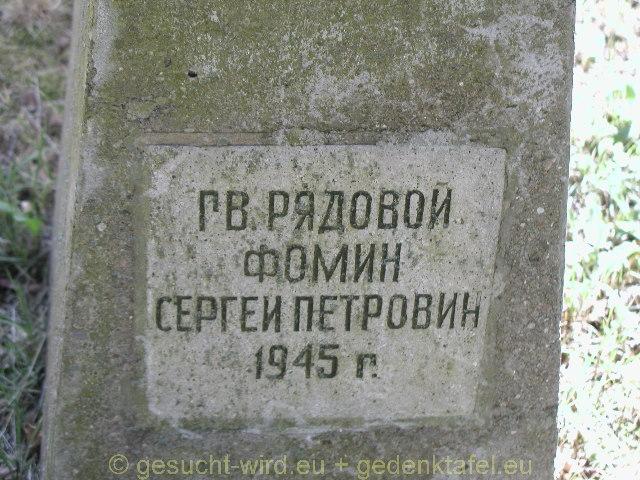 ГВ. РЯДОВОЙ
ФОМИН
СЕРГЕИ ПЕТРОВИН
1945 г.
© gesucht-wird.eu + gedenktafel.eu